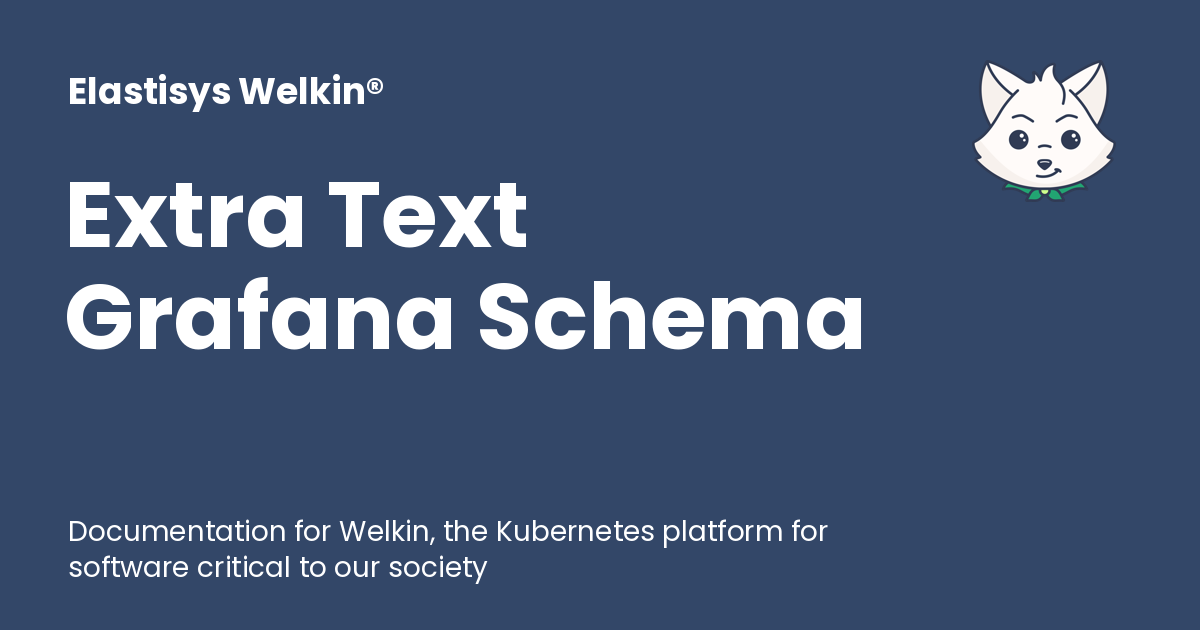 Elastisys Welkin®
Extra Text
Grafana Schema
Documentation for Welkin, the Kubernetes platform for
software critical to our society